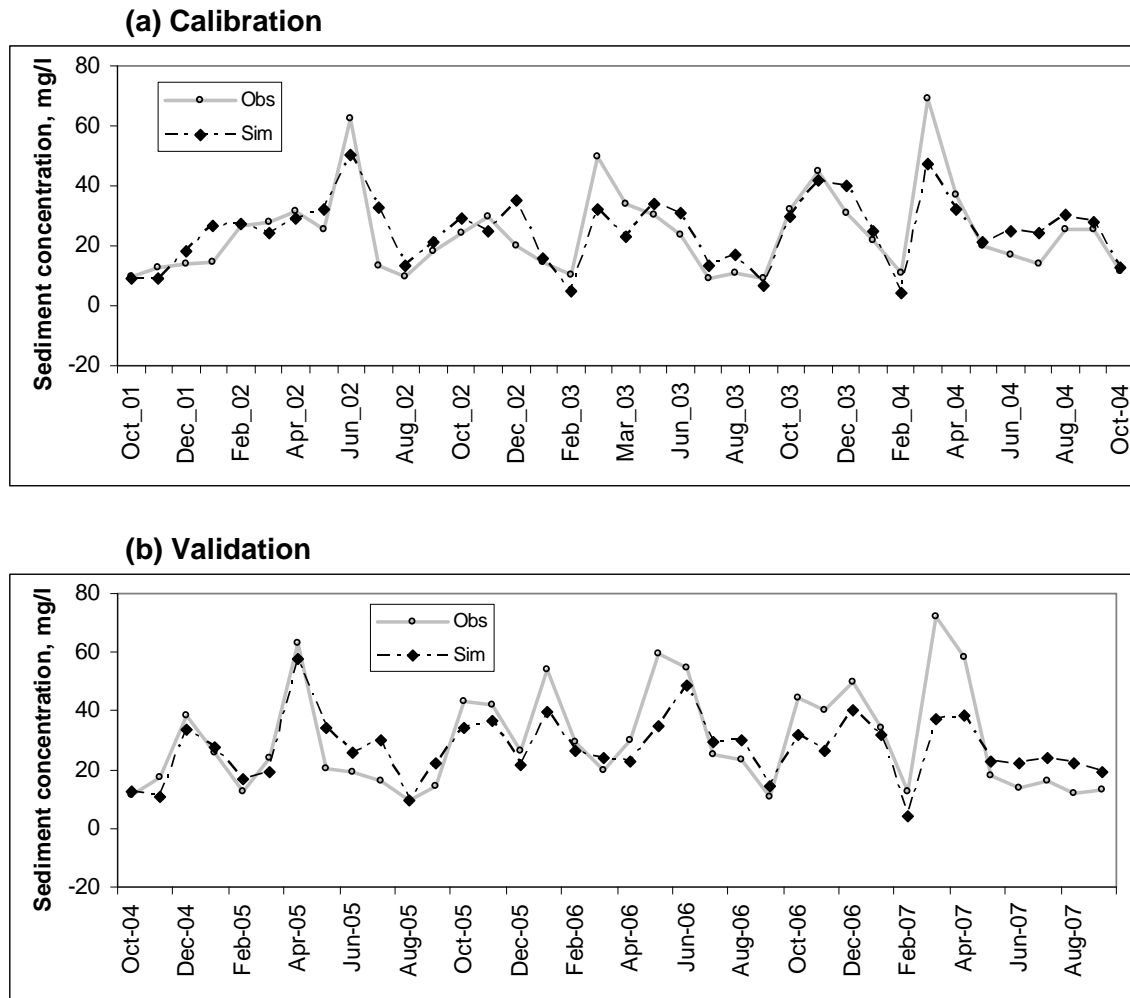 (a) Calibration
Sediment concentration, mg/l
80
60
40
20
0
-20
Obs
Sim
Oct_01
Dec_01
Feb_02
Apr_02
Jun_02
Aug_02
Oct_02
Dec_02
Feb_03
Mar_03
Jun_03
Aug_03
Oct_03
Dec_03
Feb_04
Apr_04
Jun_04
Aug-04
Oct-04
(b) Validation
Sediment concentration, mg/l
80
60
40
20
0
-20
Obs
Sim
Oct-04
Dec-04
Feb-05
Apr-05
Jun-05
Aug-05
Oct-05
Dec-05
Feb-06
Apr-06
Jun-06
Aug-06
Oct-06
Dec-06
Feb-07
Apr-07
Jun-07
Aug-07